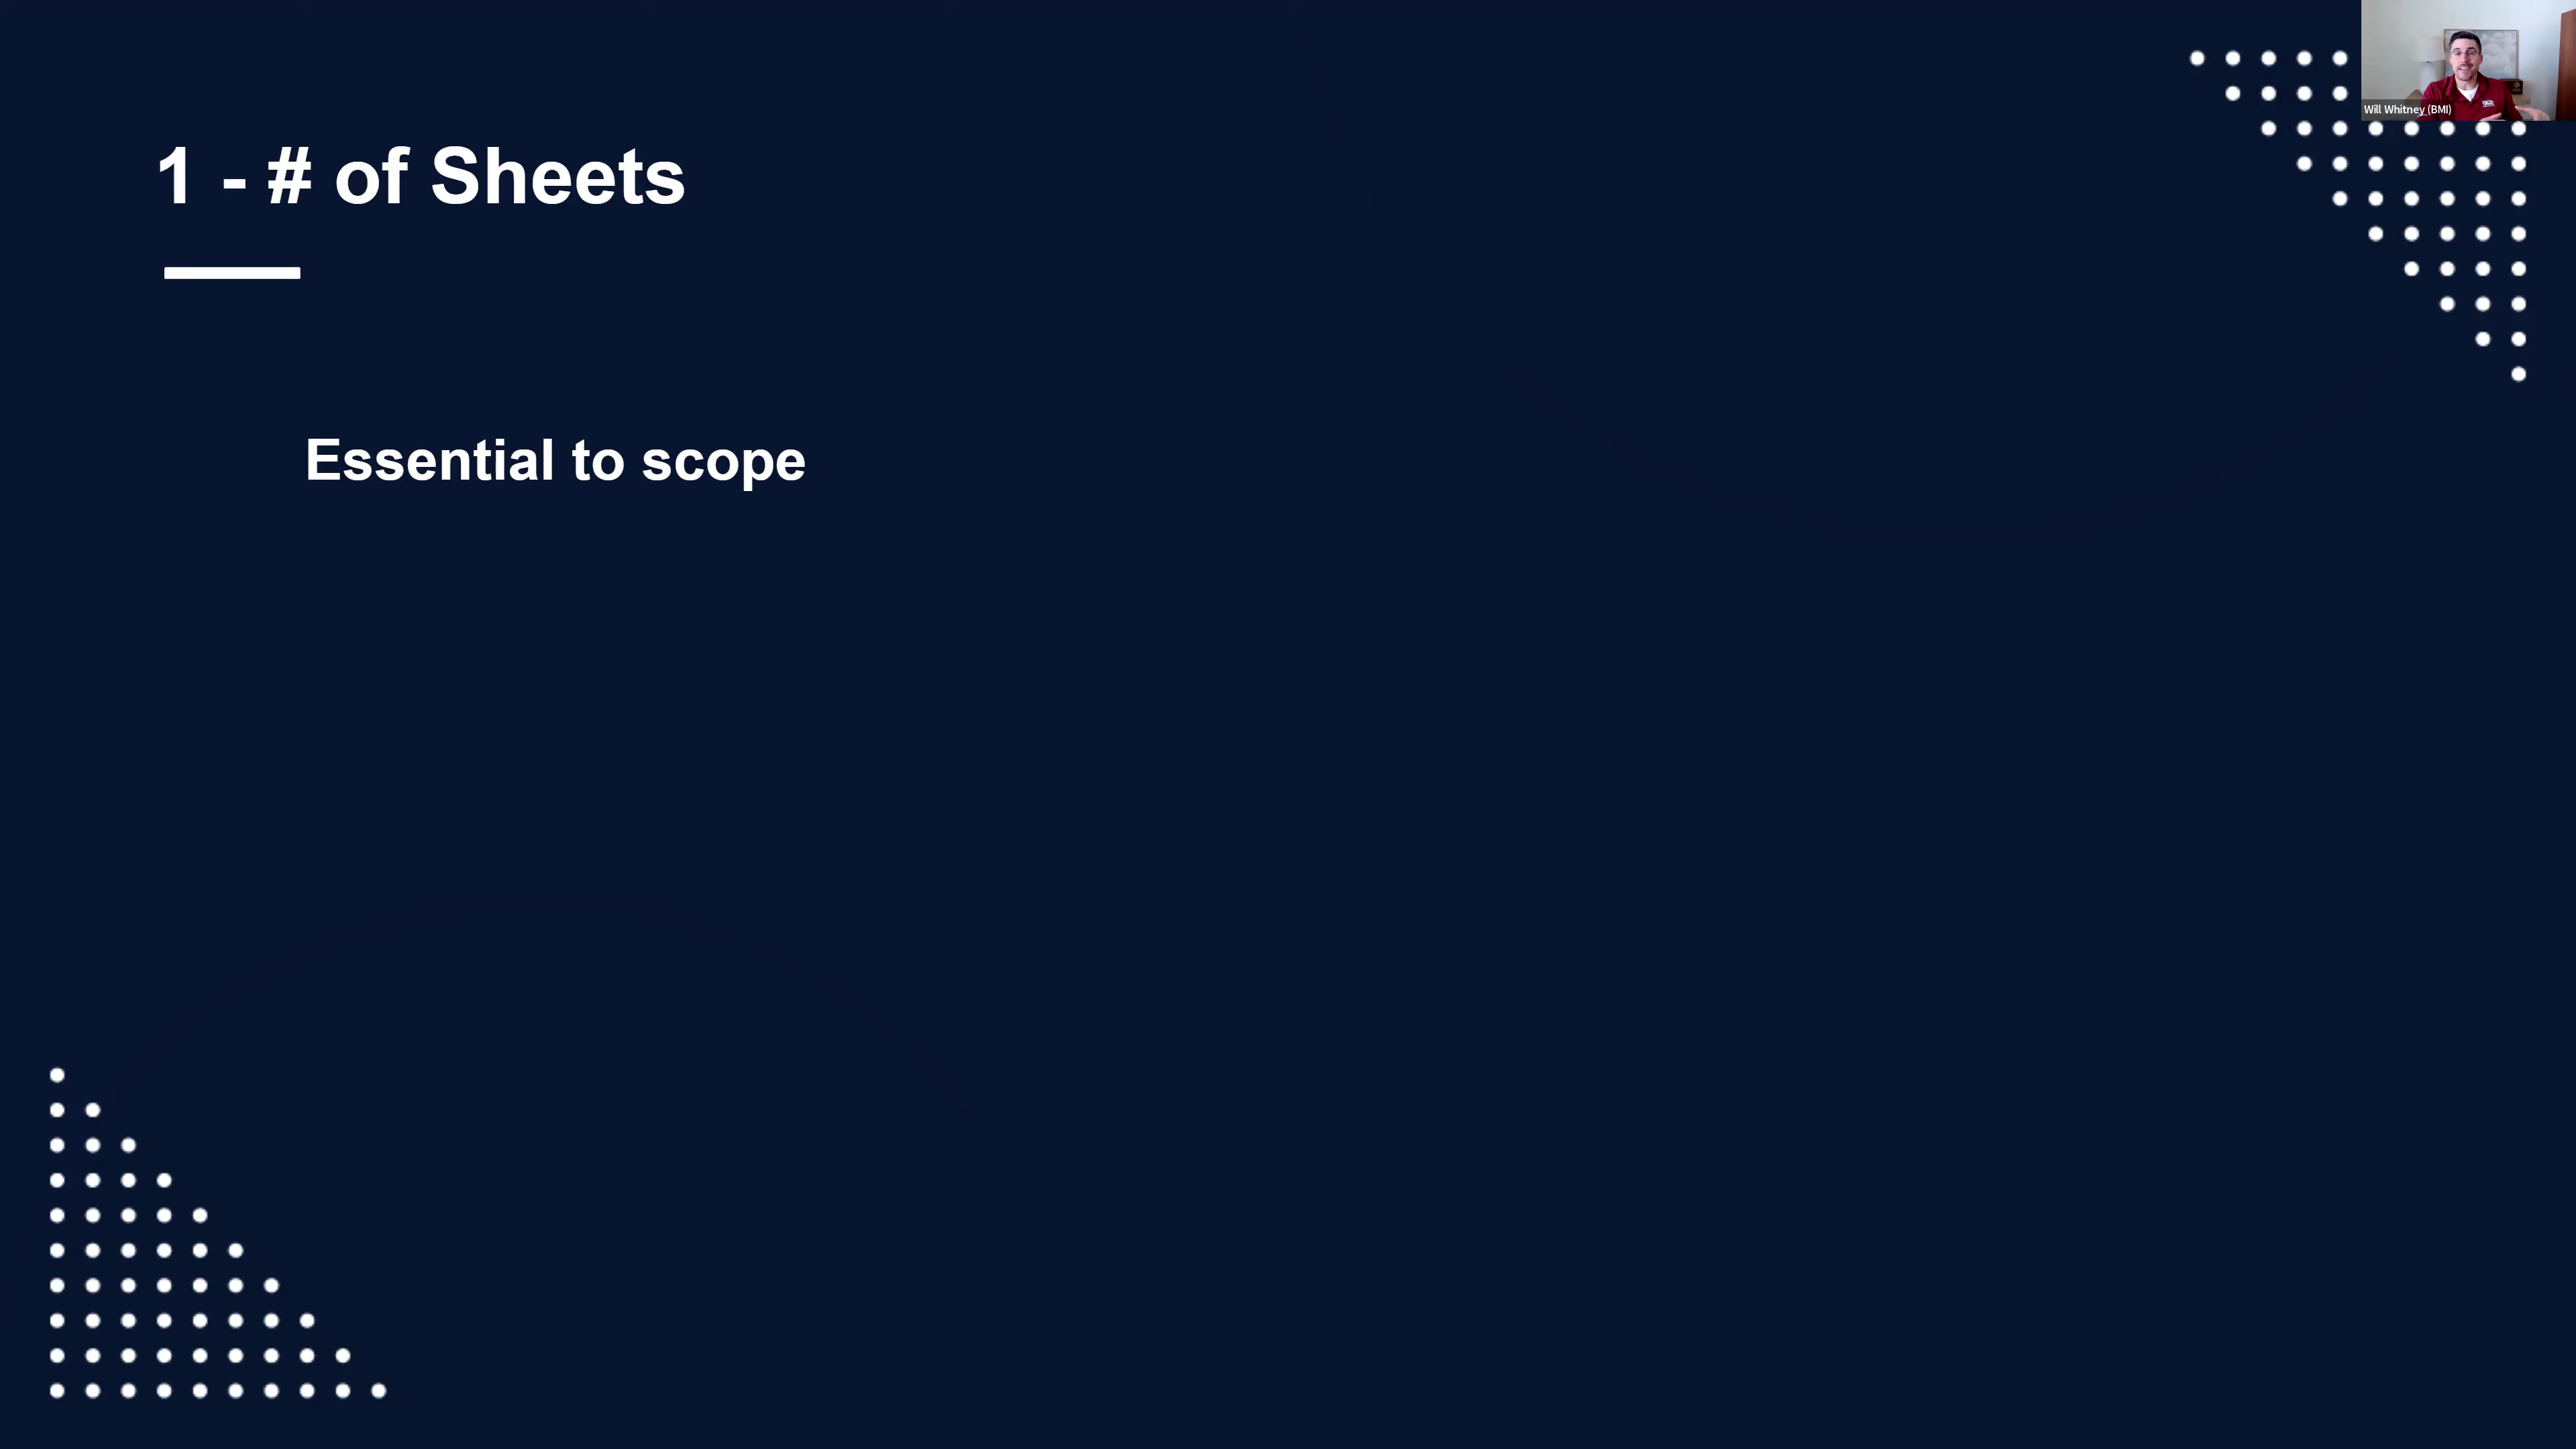 1 - # of Sheets
Essential to scope
Will Whitney (BMI)